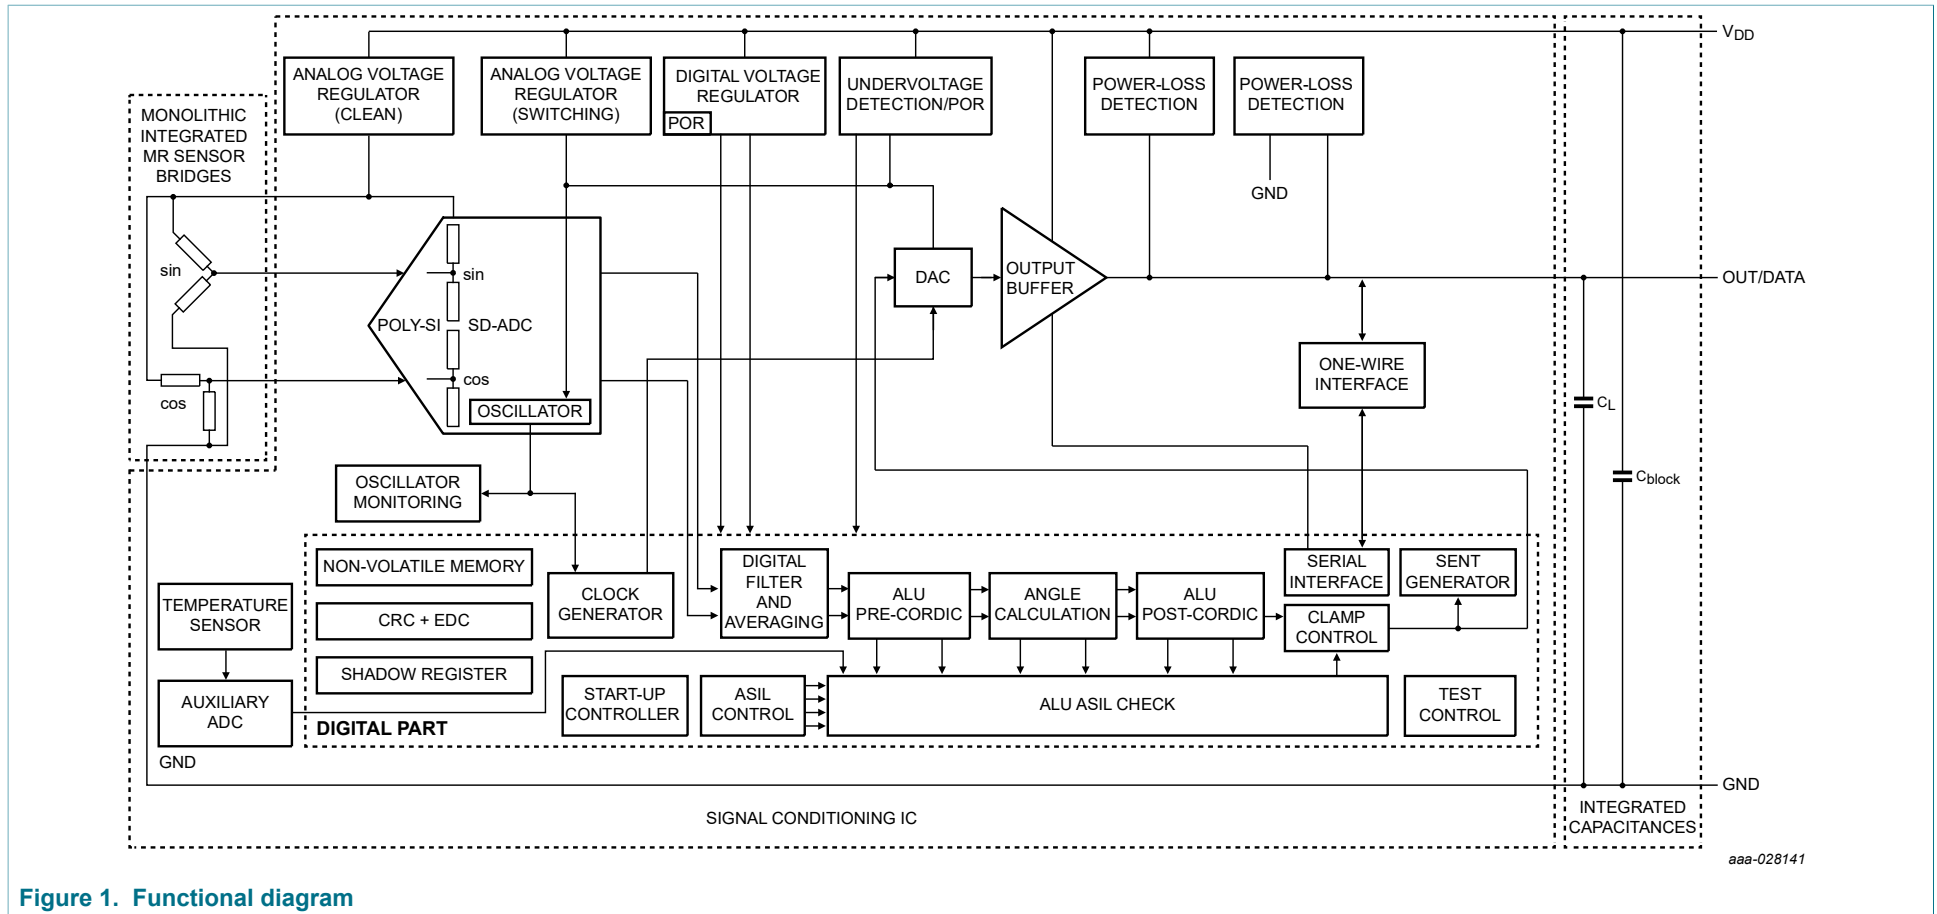 VDD
ANALOG VOLTAGE
REGULATOR
(CLEAN)
ANALOG VOLTAGE
REGULATOR
(SWITCHING)
DIGITAL VOLTAGE
REGULATOR
POR
UNDERVOLTAGE
DETECTION/POR
POWER-LOSS
DETECTION
POWER-LOSS
DETECTION
MONOLITHIC
INTEGRATED
MR SENSOR
BRIDGES
GND
sin
cos
POLY-SI
SD-ADC
sin
cos
OSCILLATOR
DAC
OUTPUT
BUFFER
OUT/DATA
ONE-WIRE
INTERFACE
CL
Cblock
OSCILLATOR
MONITORING
NON-VOLATILE MEMORY
CRC + EDC
SHADOW REGISTER
CLOCK
GENERATOR
DIGITAL
FILTER
AND
AVERAGING
ALU
PRE-CORDIC
ANGLE
CALCULATION
ALU
POST-CORDIC
SERIAL
INTERFACE
SENT
GENERATOR
CLAMP
CONTROL
TEMPERATURE
SENSOR
AUXILIARY
ADC
START-UP
CONTROLLER
ASIL
CONTROL
ALU ASIL CHECK
TEST
CONTROL
DIGITAL PART
GND
GND
SIGNAL CONDITIONING IC
INTEGRATED
CAPACITANCES
aaa-028141
Figure 1. Functional diagram